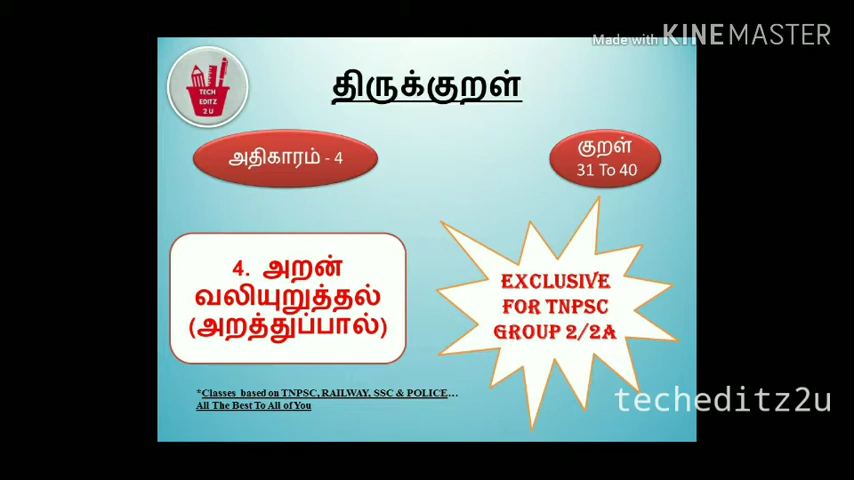 Made with KINEMASTER
TECH
EDITZ
2 U
திருக்குறள்
அதிகாரம் - 4
குறள்
31 To 40
4. அறன்
வலியுறுத்தல்
(அறத்துப்பால்)
EXCLUSIVE
FOR TNPSC
GROUP 2/2A
*Classes based on TNPSC, RAILWAY, SSC & POLICE...
All The Best To All of You
techeditz2u